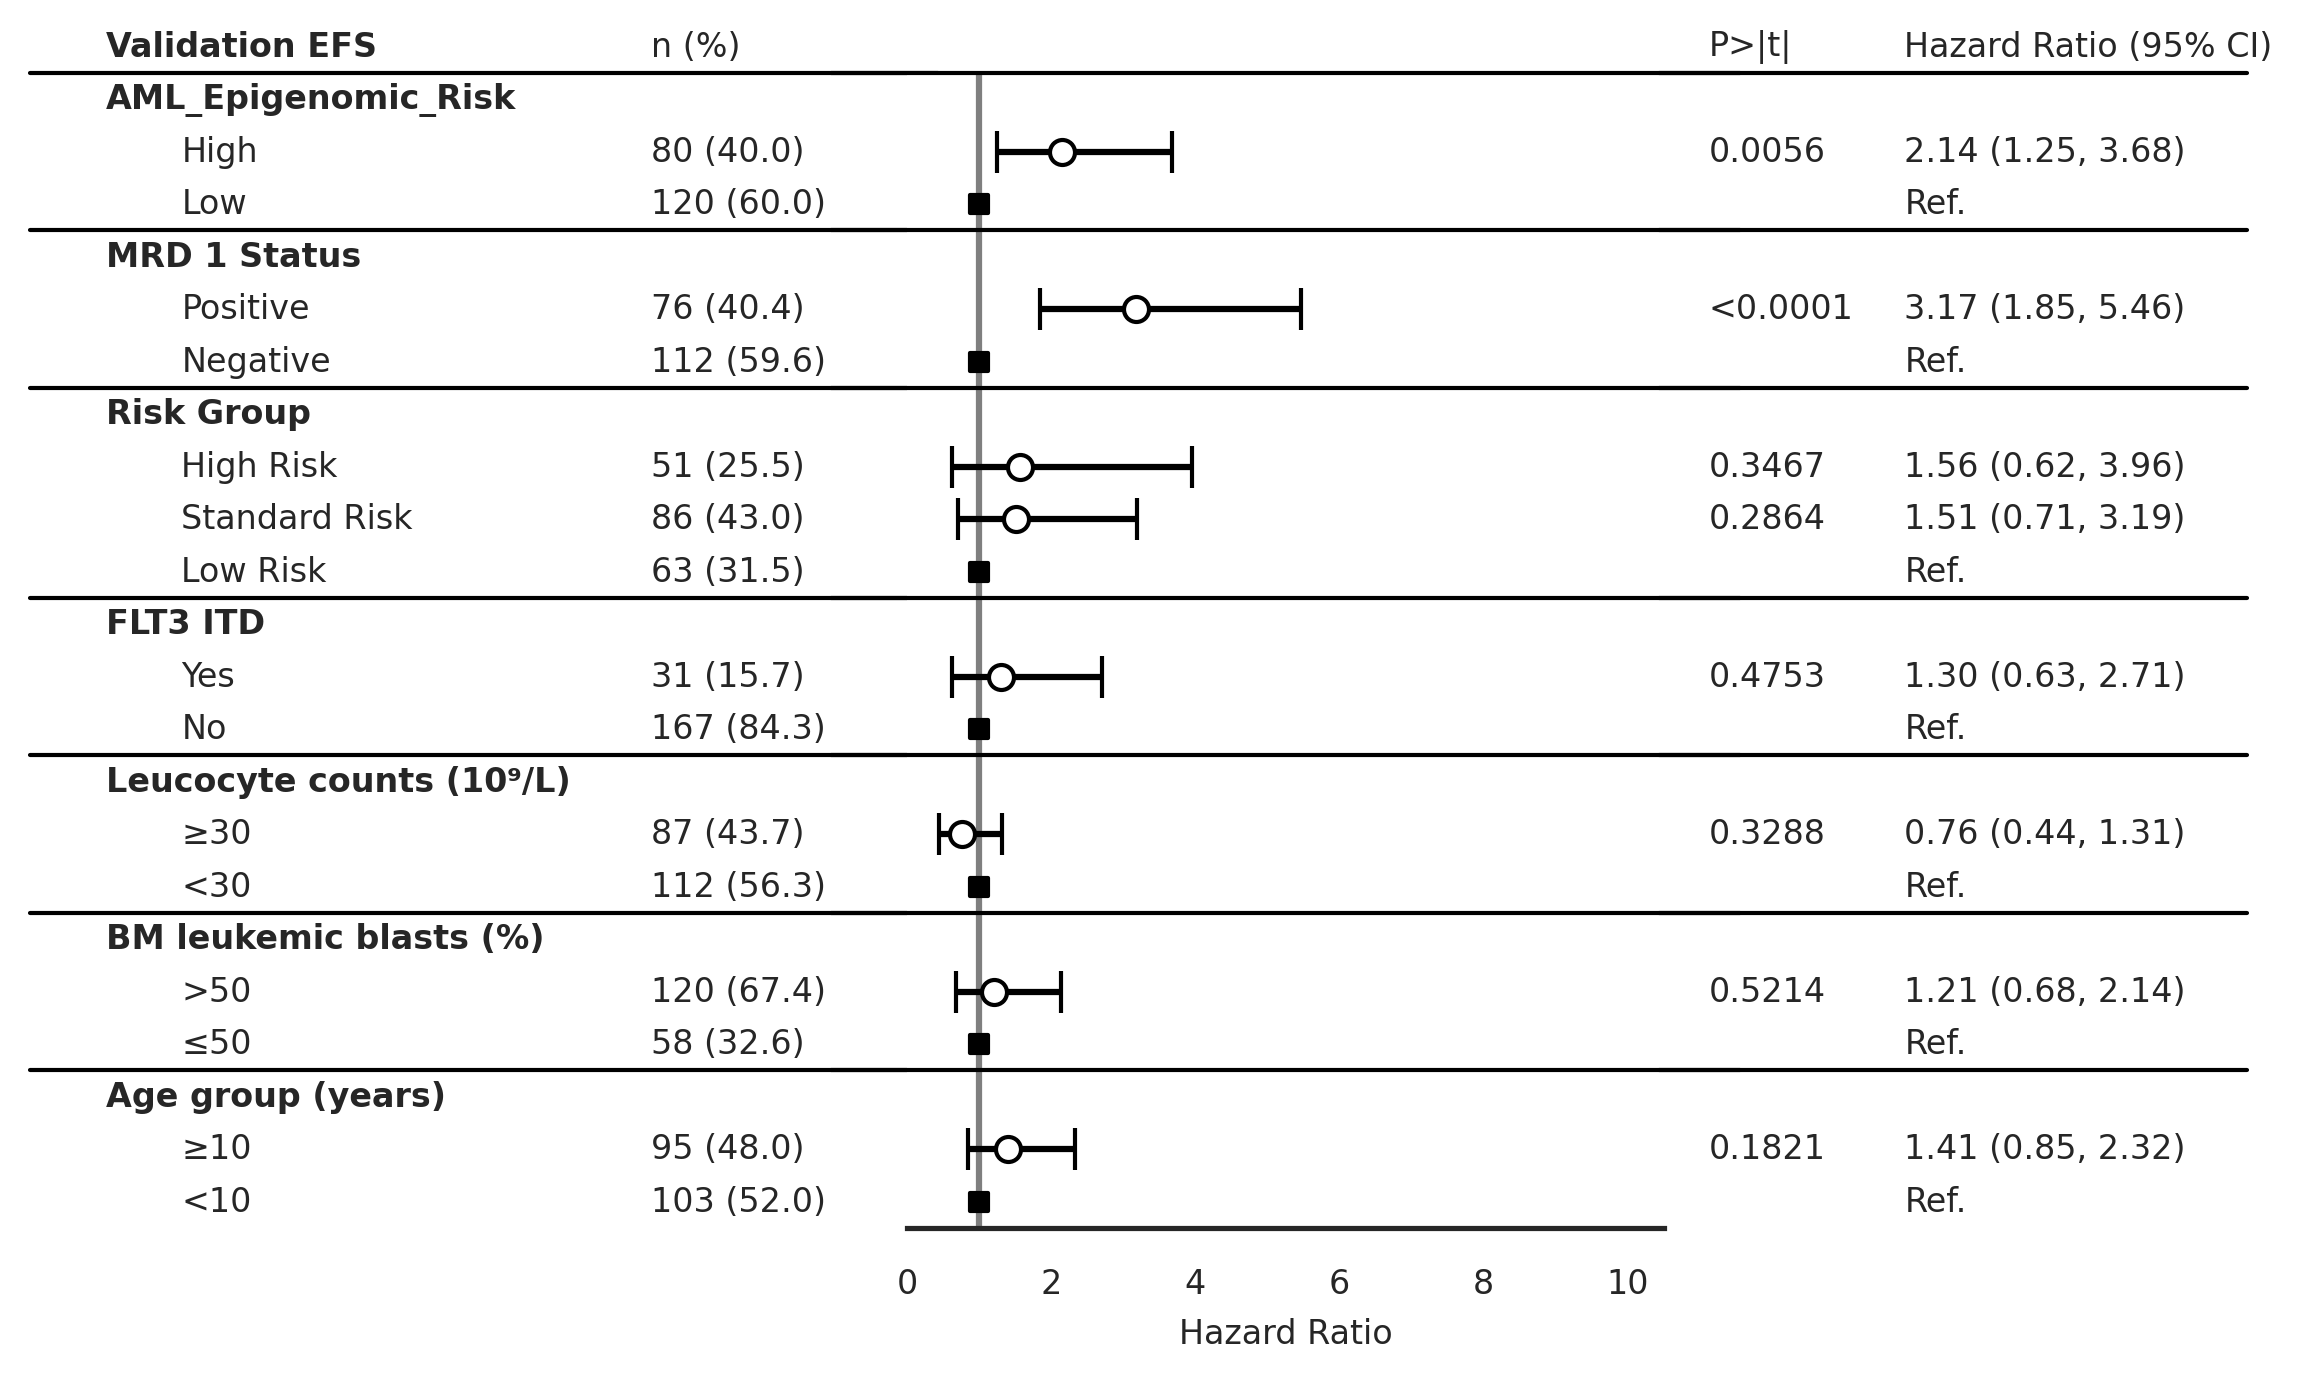 Validation EFS n (%) P>|t| Hazard Ratio (95% CI)
AML_Epigenomic_Risk
High 80 (40.0) 0.0056 2.14 (1.25, 3.68)
Low 120 (60.0) Ref.
MRD 1 Status
Positive 76 (40.4) <0.0001 3.17 (1.85, 5.46)
Negative 112 (59.6) Ref.
Risk Group
High Risk 51 (25.5) 0.3467 1.56 (0.62, 3.96)
Standard Risk 86 (43.0) 0.2864 1.51 (0.71, 3.19)
Low Risk 63 (31.5) Ref.
FLT3 ITD
Yes 31 (15.7) 0.4753 1.30 (0.63, 2.71)
No 167 (84.3) Ref.
Leucocyte counts (10⁹/L)
≥30 87 (43.7) 0.3288 0.76 (0.44, 1.31)
<30 112 (56.3) Ref.
BM leukemic blasts (%)
>50 120 (67.4) 0.5214 1.21 (0.68, 2.14)
≤50 58 (32.6) Ref.
Age group (years)
≥10 95 (48.0) 0.1821 1.41 (0.85, 2.32)
<10 103 (52.0) Ref.
0 2 4 6 8 10
Hazard Ratio